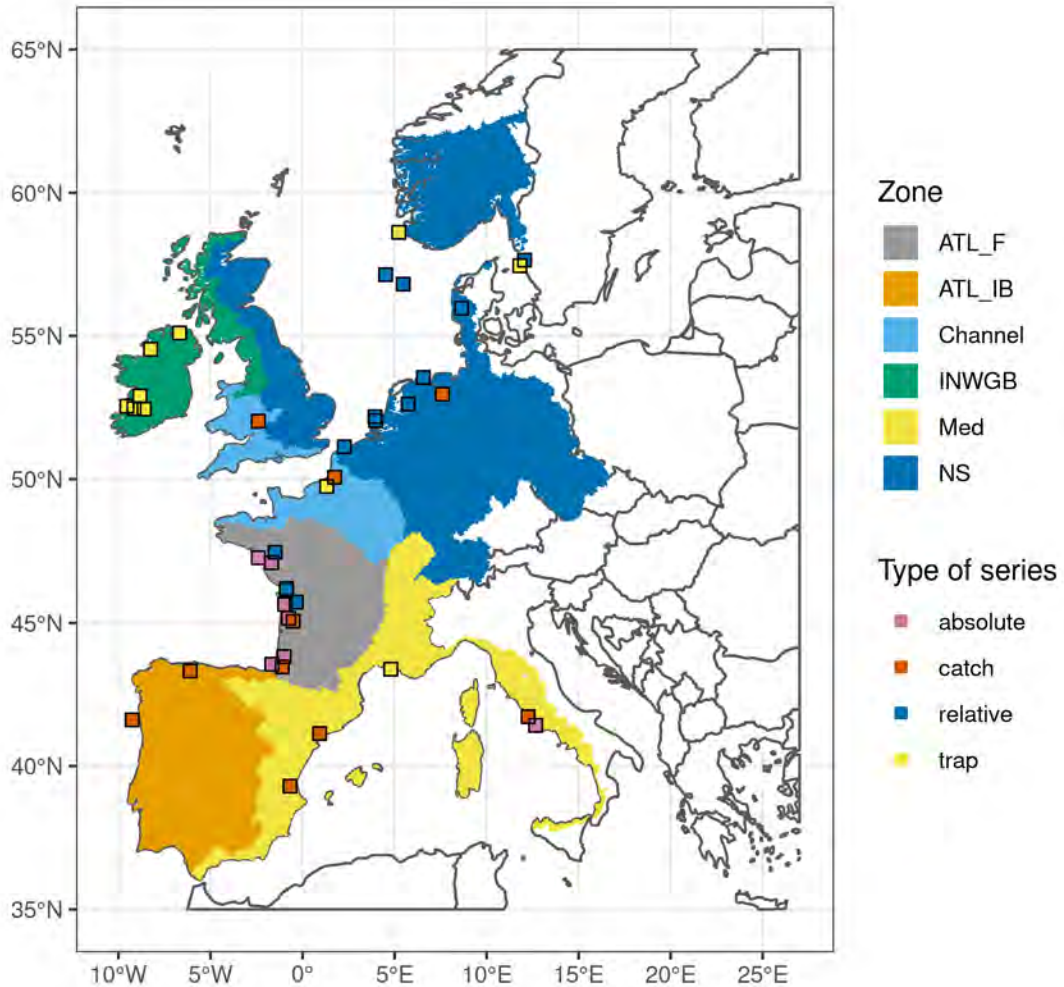 65°N
60°N
55°N
50°N
45°N
40°N
35°N
10°W
5°W
0°
5°E
10°E
15°E
20°E
25°E
Zone
ATL_F
ATL_IB
Channel
INWGB
Med
NS
Type of series
absolute
catch
relative
trap